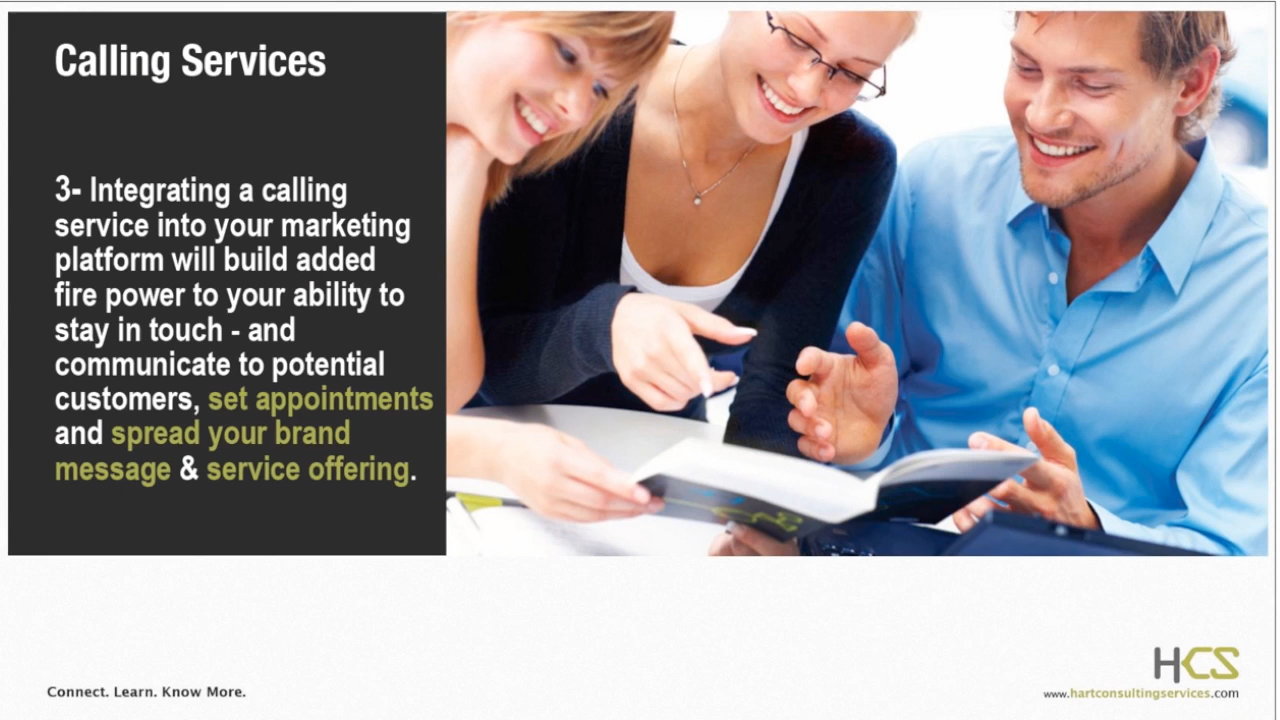 Calling Services
3- Integrating a calling
service into your marketing
platform will build added
fire power to your ability to
stay in touch - and
communicate to potential
customers, set appointments
and spread your brand
message & service offering.
HCS
Connect. Learn. Know More.
www.hartconsultingservices.com